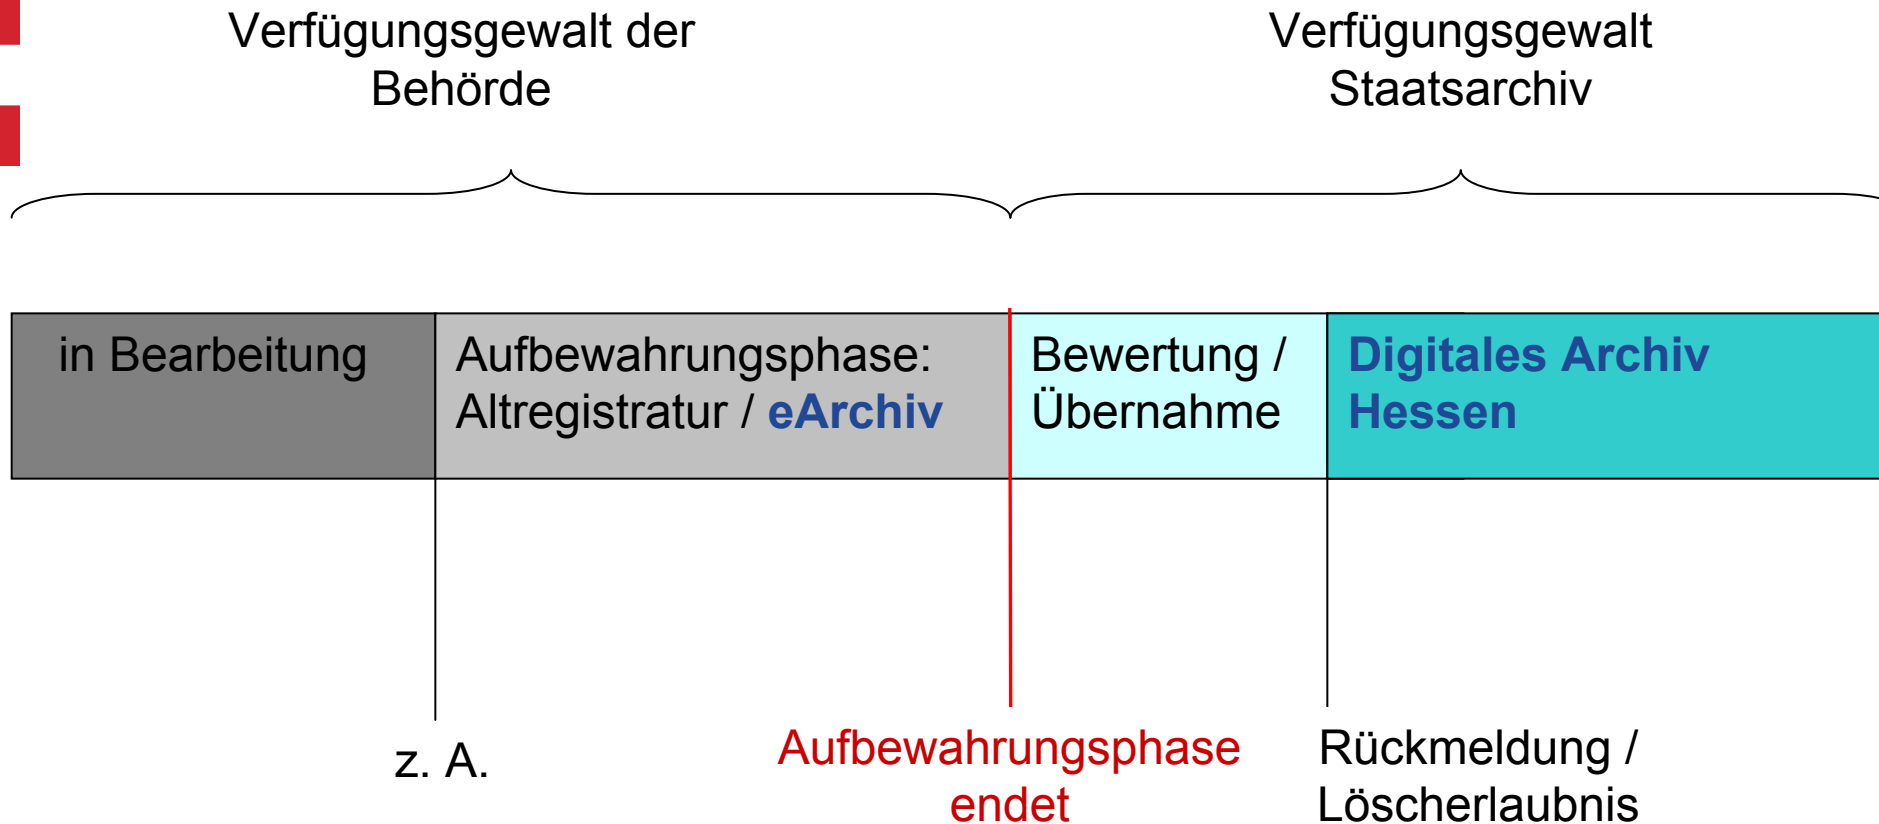 Verfügungsgewalt der
Behörde
Verfügungsgewalt
Staatsarchiv
in Bearbeitung
Aufbewahrungsphase:
Altregistratur / eArchiv
Bewertung /
Übernahme
Digitales Archiv
Hessen
z. A.
Aufbewahrungsphase
endet
Rückmeldung /
Löscherlaubnis